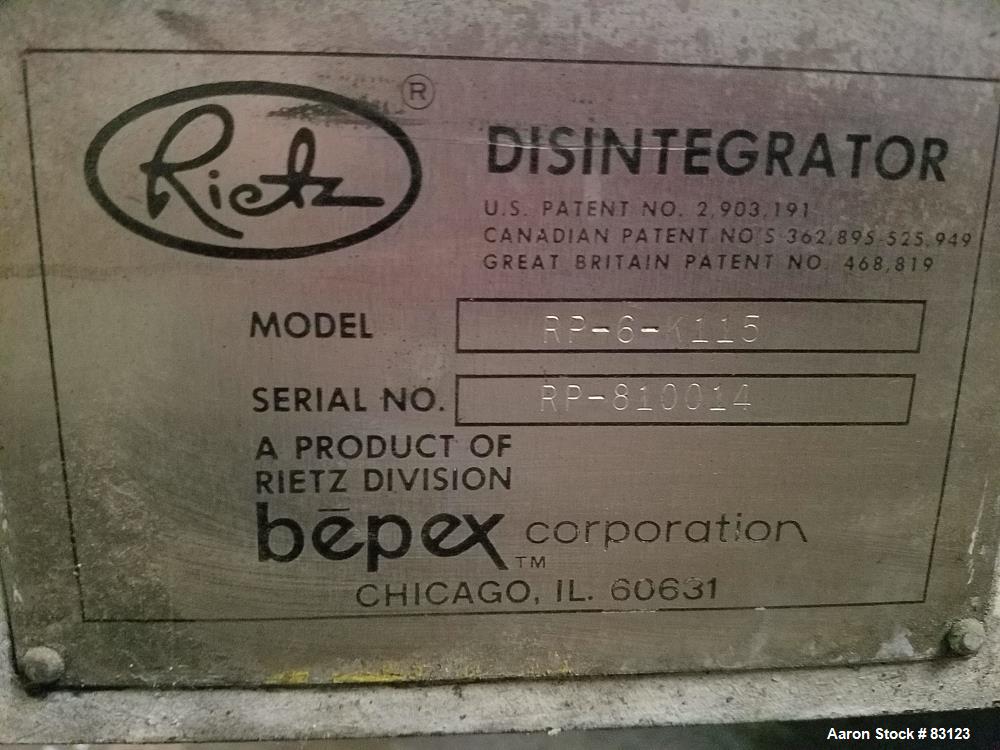 Rietz ®
DISINTEGRATOR
U.S. PATENT NO. 2,903,191
CANADIAN PATENT NO'S 362,895-525,949
GREAT BRITAIN PATENT NO. 468,819
MODEL RP-6-K115
SERIAL NO. RP-810014
A PRODUCT OF
RIETZ DIVISION
bēpex TM corporation
CHICAGO, IL. 60631
Aaron Stock # 83123